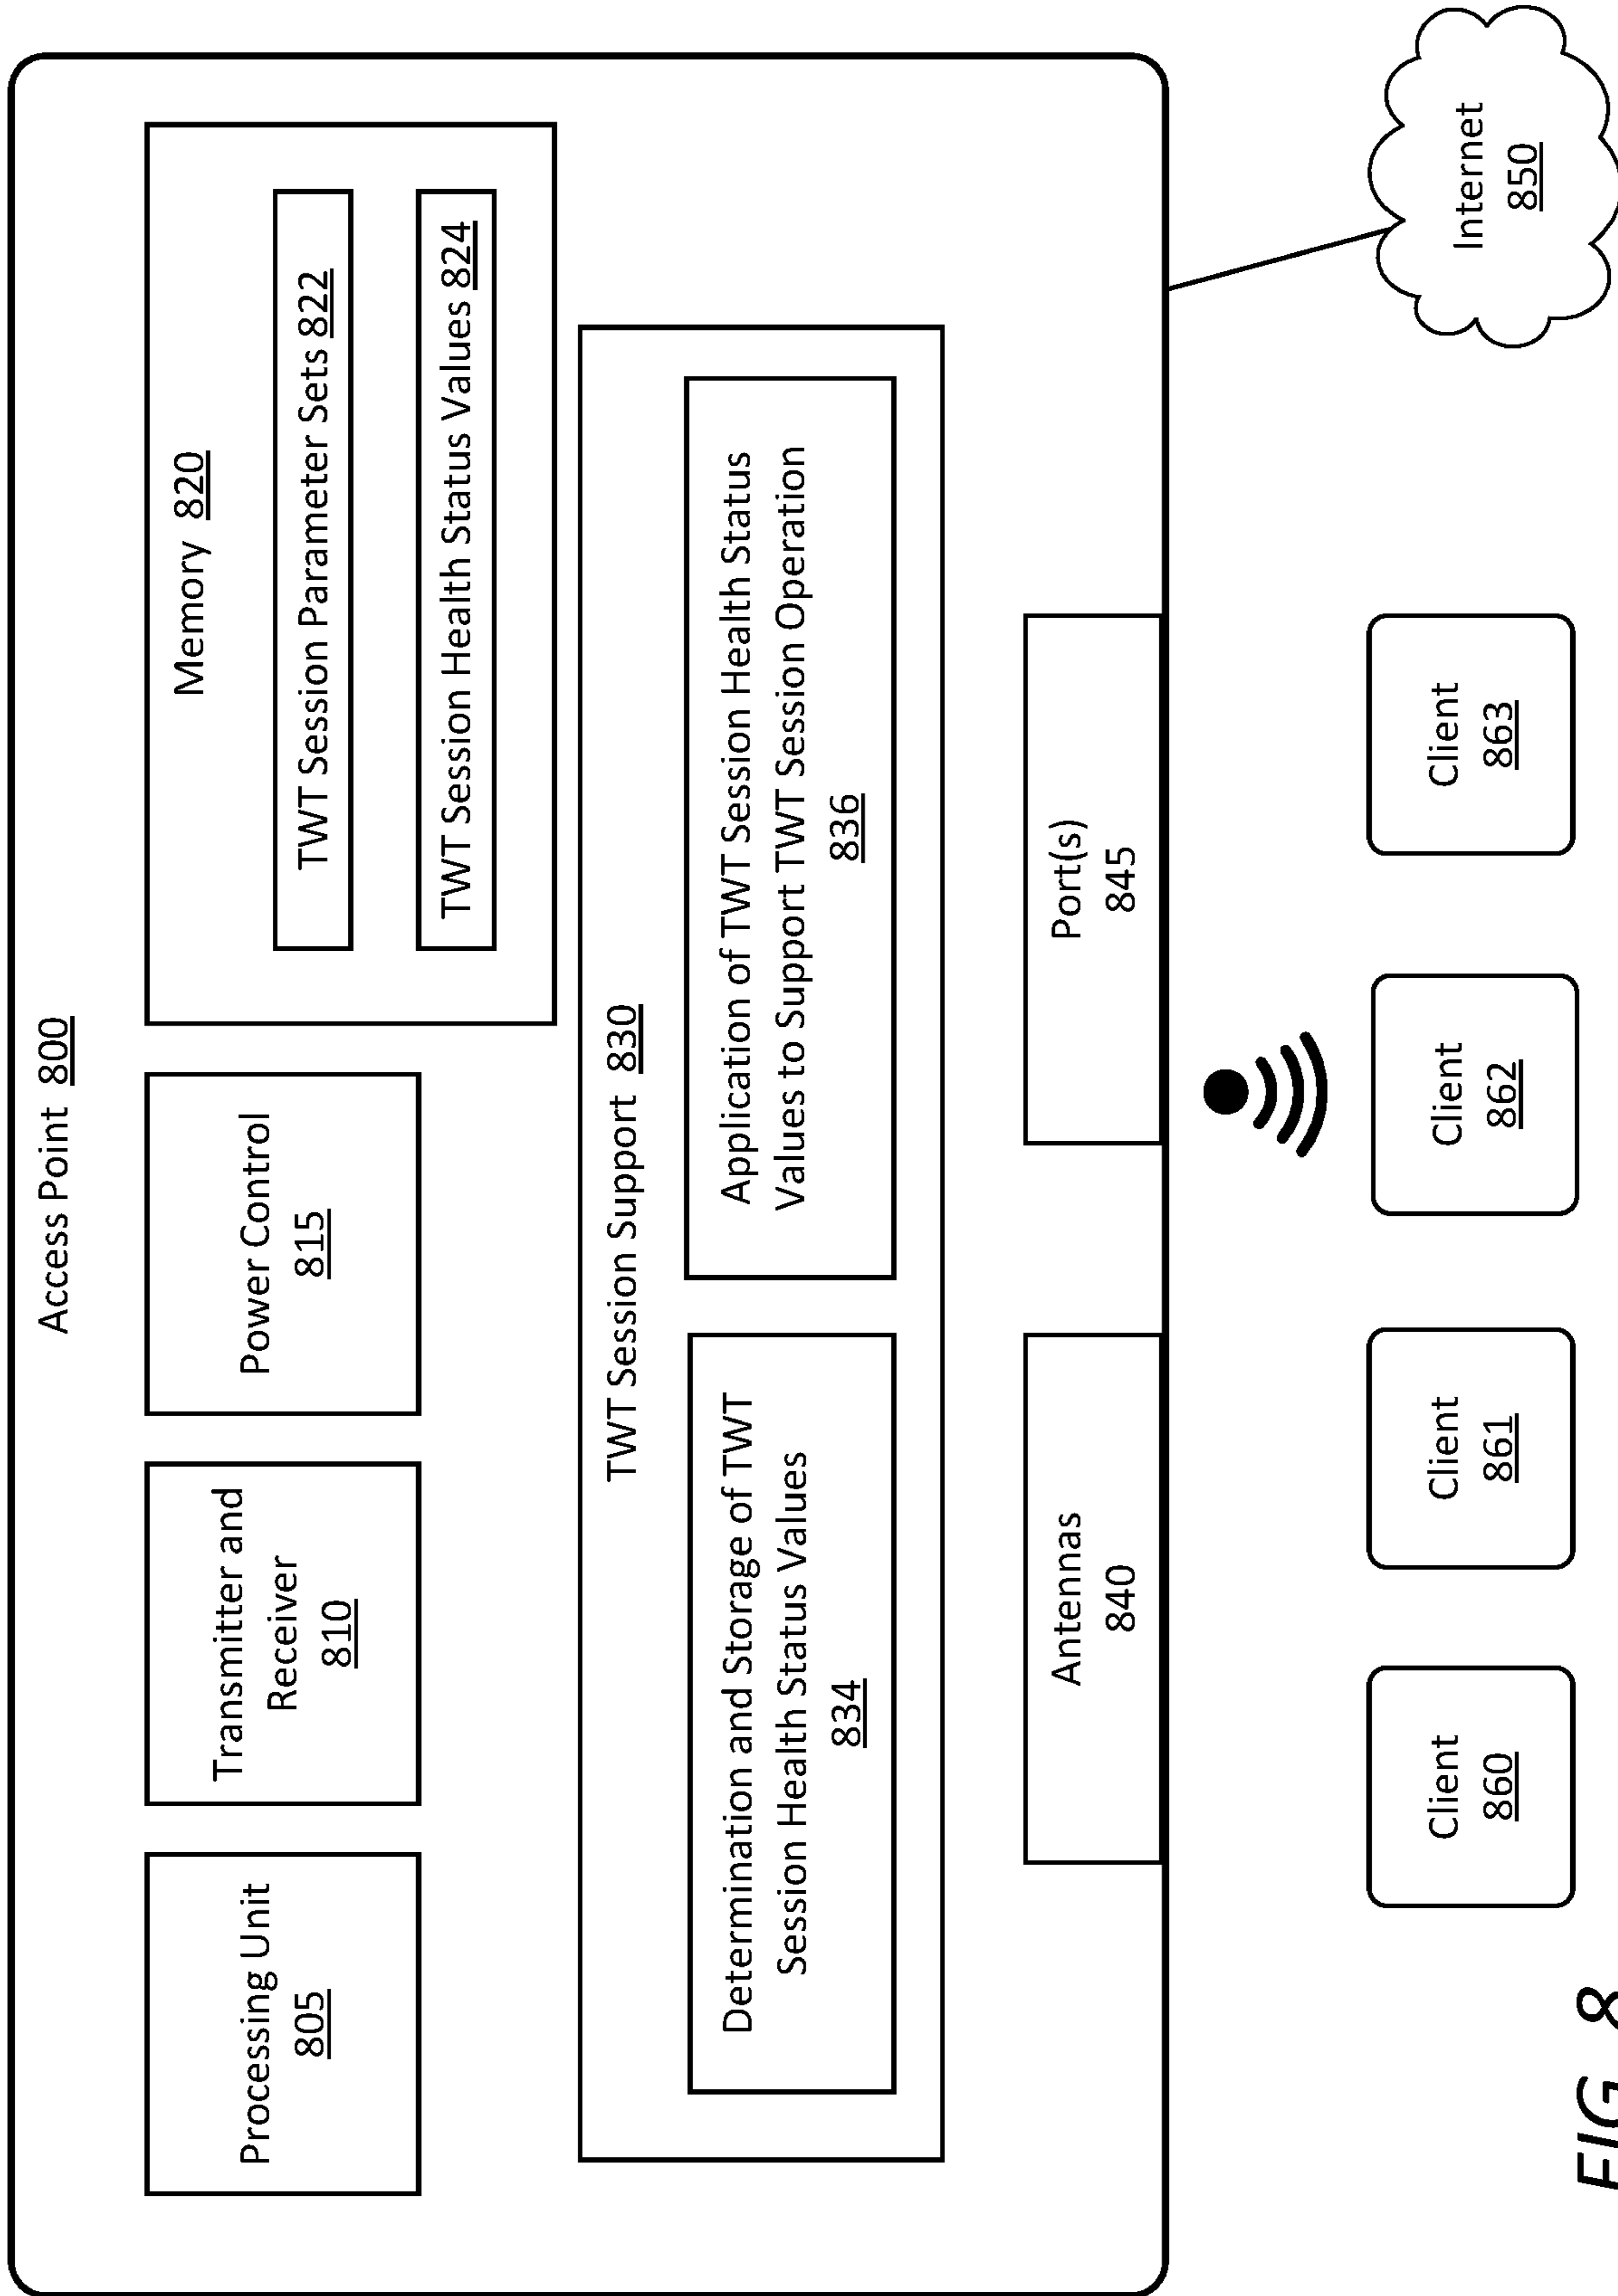 Access Point 800
Processing Unit
805
Transmitter and
Receiver
810
Power Control
815
Memory 820
TWT Session Parameter Sets 822
TWT Session Health Status Values 824
TWT Session Support 830
Determination and Storage of TWT
Session Health Status Values
834
Application of TWT Session Health Status
Values to Support TWT Session Operation
836
Antennas
840
Port(s)
845
Client
860
Client
861
Client
862
Client
863
Internet
850
FIG. 8